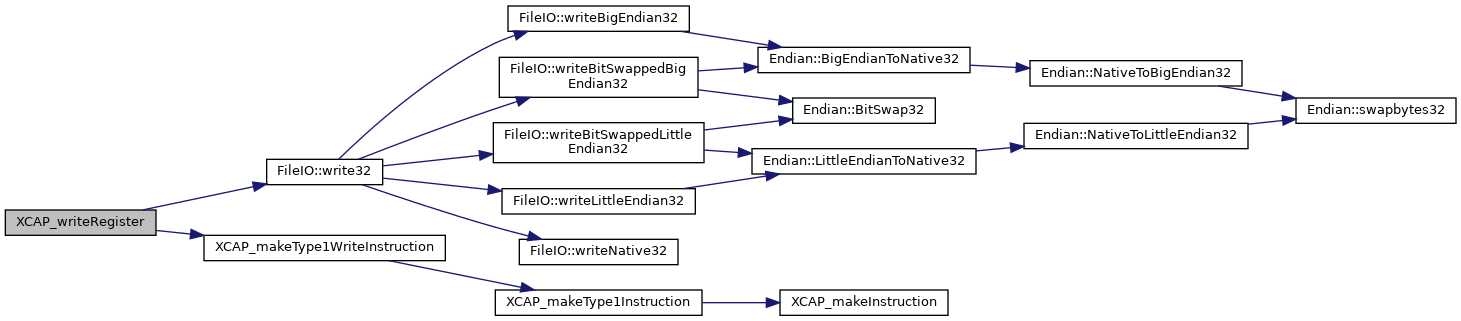 XCAP_writeRegister
FileIO::write32
XCAP_makeType1WriteInstruction
FileIO::writeBigEndian32
FileIO::writeBitSwappedBig
Endian32
FileIO::writeBitSwappedLittle
Endian32
FileIO::writeLittleEndian32
FileIO::writeNative32
XCAP_makeType1Instruction
Endian::BigEndianToNative32
Endian::BitSwap32
Endian::LittleEndianToNative32
XCAP_makeInstruction
Endian::NativeToBigEndian32
Endian::NativeToLittleEndian32
Endian::swapbytes32